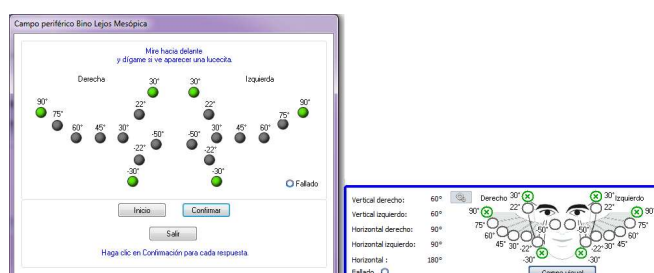 Campo periférico Bino Lejos Mesópica
Mire hacia delante
y dígame si ve aparecer una lucecita.
Derecha 30° 30° Izquierda
90° 22° 22° 90°
75° 75°
60° 45° 30° -50° -50° 30° 45° 60°
-22° -22°
-30° -30°
Fallado
Inicio Confirmar
Salir
Haga clic en Confirmación para cada respuesta.
Vertical derecho: 60°
Vertical izquierdo: 60°
Horizontal derecho: 90°
Horizontal izquierdo: 90°
Horizontal : 180°
Fallado
Derecho 30° 30° Izquierdo
90° 22° 22° 90°
75° 75°
60° -50° -50° 60°
45° 30° -22° -22° 30° 45°
-30° -30°
Campo visual